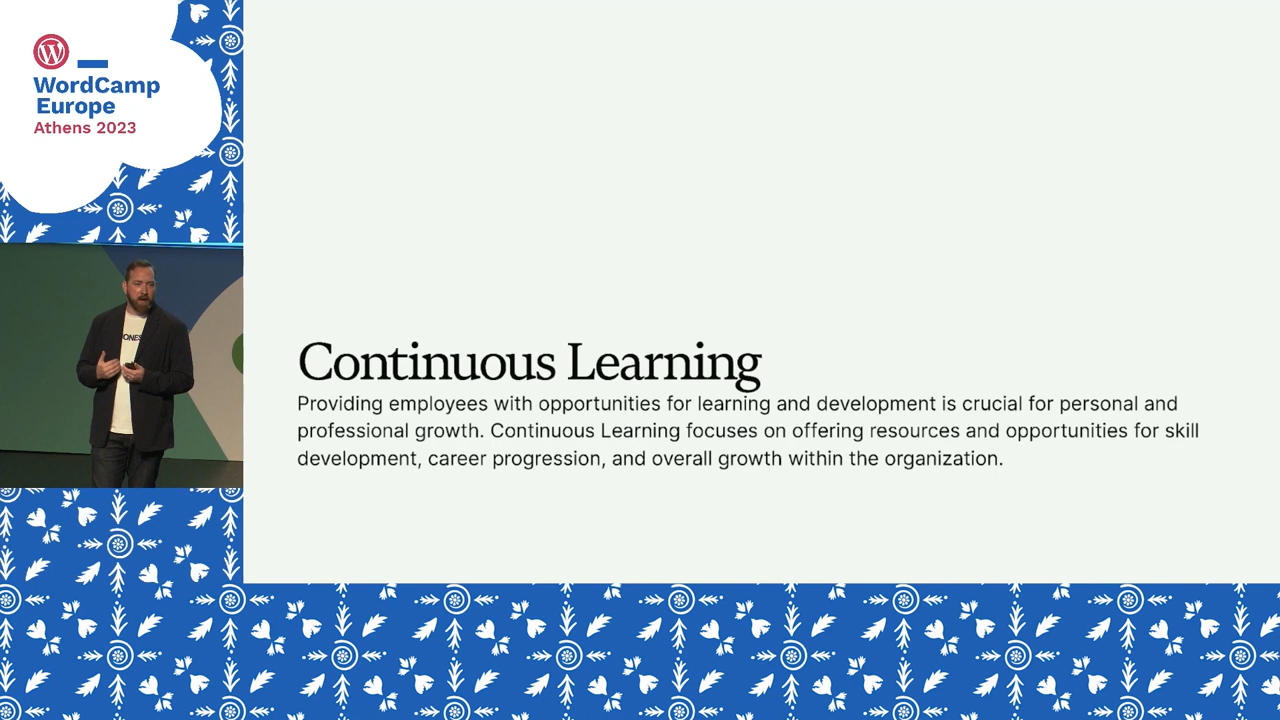 WordCamp
Europe
Athens 2023
ONES
Continuous Learning
Providing employees with opportunities for learning and development is crucial for personal and
professional growth. Continuous Learning focuses on offering resources and opportunities for skill
development, career progression, and overall growth within the organization.